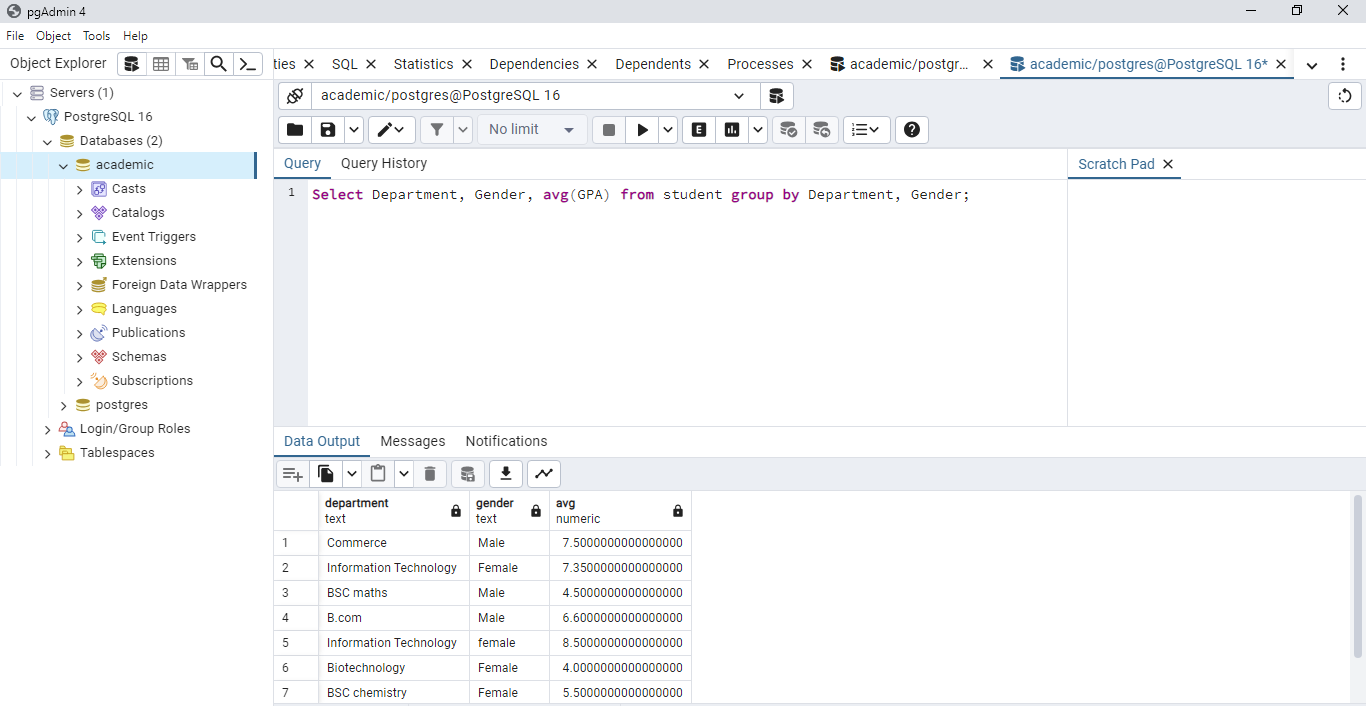 pgAdmin 4
File Object Tools Help
Object Explorer
ties SQL Statistics Dependencies Dependents Processes academic/postgr... academic/postgres@PostgreSQL 16*
Servers (1)
PostgreSQL 16
Databases (2)
academic
Casts
Catalogs
Event Triggers
Extensions
Foreign Data Wrappers
Languages
Publications
Schemas
Subscriptions
postgres
Login/Group Roles
Tablespaces
academic/postgres@PostgreSQL 16
No limit E
Query Query History
Scratch Pad
1 Select Department, Gender, avg(GPA) from student group by Department, Gender;
Data Output Messages Notifications
department gender avg
text text numeric
1 Commerce Male 7.5000000000000000
2 Information Technology Female 7.3500000000000000
3 BSC maths Male 4.5000000000000000
4 B.com Male 6.6000000000000000
5 Information Technology female 8.5000000000000000
6 Biotechnology Female 4.0000000000000000
7 BSC chemistry Female 5.5000000000000000